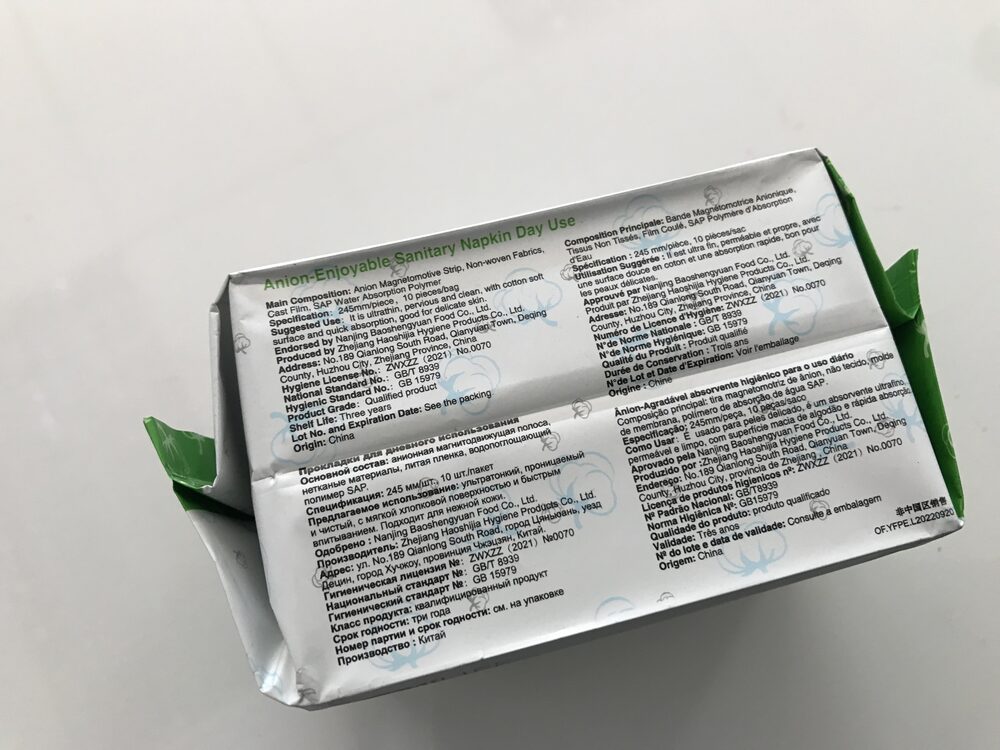 Anion-Enjoyable Sanitary Napkin Day Use
Main Composition: Anion Magnetomotive Strip, Non-woven Fabrics,
Cast Film, SAP Water Absorption Polymer
Specification: 245mm/piece, 10 pieces/bag
Suggested Use: It is ultrathin, pervious and clean, with cotton soft
surface and quick absorption, good for delicate skin.
Endorsed by Nanjing Baoshengyuan Food Co., Ltd.
Produced by Zhejiang Haoshijia Hygiene Products Co., Ltd.
Address: No.189 Qianlong South Road, Qianyuan Town, Deqing
County, Huzhou City, Zhejiang Province, China
Hygiene License No.: ZWXZZ (2021) No.0070
National Standard No.: GB/T 8939
Hygienic Standard No.: GB 15979
Product Grade: Qualified product
Shelf Life: Three years
Lot No. and Expiration Date: See the packing.
Origin: China
Composition Principale: Bande Magnétomotrice Anionique,
Tissus Non Tissés, Film Coulé, SAP Polymère d'Absorption
d'Eau
Spécification : 245 mm/pièce, 10 pièces/sac
Utilisation Suggérée : Il est ultra fin, perméable et propre, avec
une surface douce en coton et une absorption rapide, bon pour
les peaux délicates.
Approuvé par Nanjing Baoshengyuan Food Co., Ltd.
Produit par Zhejiang Haoshijia Hygiene Products Co., Ltd.
Adresse: No.189 Qianlong South Road, Qianyuan Town, Deqing
County, Huzhou City, Zhejiang Province, China
Numéro de Licence d'Hygiène: ZWXZZ (2021) No.0070
N°de Norme Nationale : GB/T 8939
N°de Norme Hygiénique: GB 15979
Qualité du Produit : Produit qualifié
Durée de Conservation : Trois ans
N°de Lot et Date d'Expiration: Voir l'emballage
Origine : Chine
Прокладки для дневного использования
Основной состав: анионная магнитодвижущая полоса,
нетканые материалы, литая пленка, водопоглощающий
полимер SAP.
Спецификация: 245 мм/шт., 10 шт./пакет
Предлагаемое использование: ультратонкий, проницаемый
и чистый, с мягкой хлопковой поверхностью и быстрым
впитыванием. Подходит для нежной кожи.
Одобрено : Nanjing Baoshengyuan Food Co., Ltd.
Производитель: Zhejiang Haoshijia Hygiene Products Co., Ltd.
Адрес: ул. No.189 Qianlong South Road, город Цяньюань, уезд
Децин, город Хучжоу, провинция Чжэцзян, Китай.
Гигиеническая лицензия №: ZWXZZ (2021) №0070
Национальный стандарт №: GB/T 8939
Гигиенический стандарт №: GB 15979
Класс продукта: квалифицированный продукт
Срок годности: три года
Номер партии и срок годности: см. на упаковке
Производство : Китай
Ânion-Agradável absorvente higiênico para o uso diário
Composição principal: tira magnetomotriz de ânion, não tecido, molde
de membrana, polímero de absorção de água SAP.
Especificação: 245mm/peça, 10 peças/saco
Como Usar: É usado para peles delicado, é um absorvente ultrafino,
permeável e limpo, com superfície macia de algodão e rápida absorção.
Aprovado pela Nanjing Baoshengyuan Food Co., Ltd.
Produzido por :Zhejiang Haoshijia Hygiene Products Co., Ltd.
Endereço: No.189 Qianlong South Road, Qianyuan Town, Deqing
County, Huzhou City, província de Zhejiang, China
Licença de produtos higienicos nº: ZWXZZ (2021) No.0070
Nº Padrão Nacional: GB/T8939
Norma Higiênica Nº: GB15979
Qualidade do produto: produto qualificado
Validade: Três anos
Nº do lote e data de validade: Consulte a embalagem
Origem: China
非中国区销售
OF.YFPE.L20220920